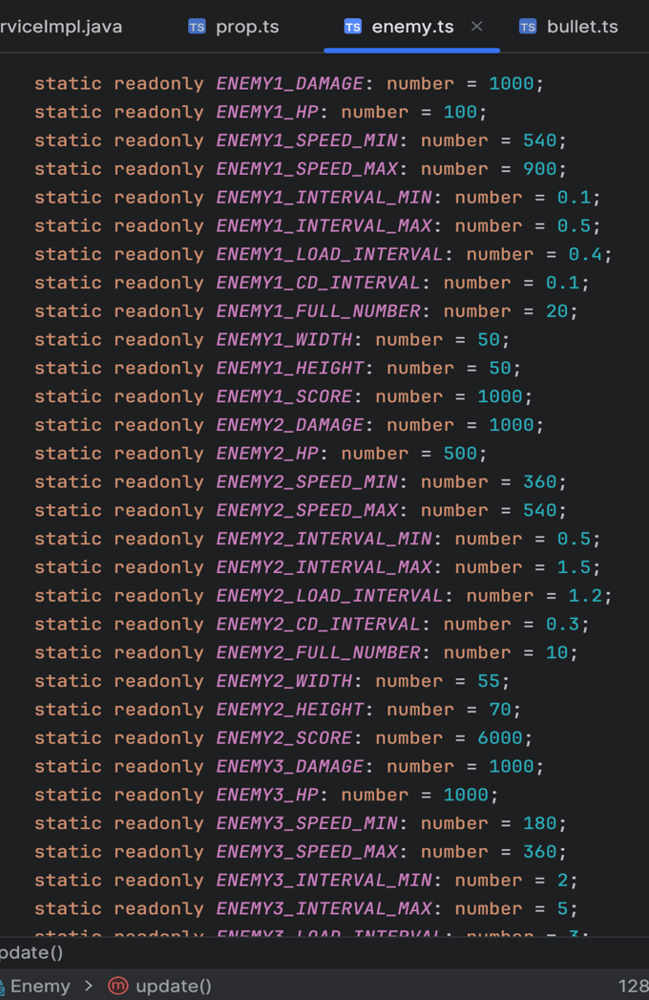 rviceImpl.java
TS prop.ts
TS enemy.ts ×
TS bullet.ts
static readonly ENEMY1_DAMAGE: number = 1000;
static readonly ENEMY1_HP: number = 100;
static readonly ENEMY1_SPEED_MIN: number = 540;
static readonly ENEMY1_SPEED_MAX: number = 900;
static readonly ENEMY1_INTERVAL_MIN: number = 0.1;
static readonly ENEMY1_INTERVAL_MAX: number = 0.5;
static readonly ENEMY1_LOAD_INTERVAL: number = 0.4;
static readonly ENEMY1_CD_INTERVAL: number = 0.1;
static readonly ENEMY1_FULL_NUMBER: number = 20;
static readonly ENEMY1_WIDTH: number = 50;
static readonly ENEMY1_HEIGHT: number = 50;
static readonly ENEMY1_SCORE: number = 1000;
static readonly ENEMY2_DAMAGE: number = 1000;
static readonly ENEMY2_HP: number = 500;
static readonly ENEMY2_SPEED_MIN: number = 360;
static readonly ENEMY2_SPEED_MAX: number = 540;
static readonly ENEMY2_INTERVAL_MIN: number = 0.5;
static readonly ENEMY2_INTERVAL_MAX: number = 1.5;
static readonly ENEMY2_LOAD_INTERVAL: number = 1.2;
static readonly ENEMY2_CD_INTERVAL: number = 0.3;
static readonly ENEMY2_FULL_NUMBER: number = 10;
static readonly ENEMY2_WIDTH: number = 55;
static readonly ENEMY2_HEIGHT: number = 70;
static readonly ENEMY2_SCORE: number = 6000;
static readonly ENEMY3_DAMAGE: number = 1000;
static readonly ENEMY3_HP: number = 1000;
static readonly ENEMY3_SPEED_MIN: number = 180;
static readonly ENEMY3_SPEED_MAX: number = 360;
static readonly ENEMY3_INTERVAL_MIN: number = 2;
static readonly ENEMY3_INTERVAL_MAX: number = 5;
static readonly ENEMY3_LOAD_INTERVAL: number = 3;
pdate()
Enemy > m update()
128